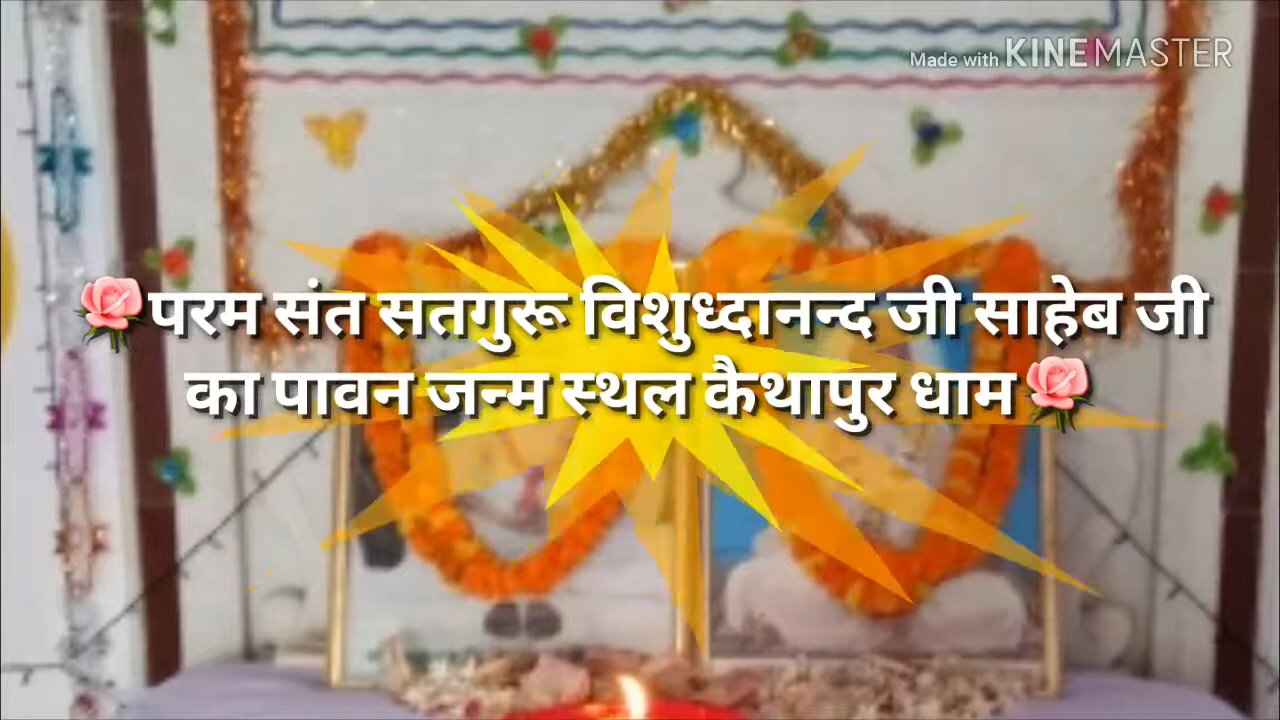 Made with KINEMASTER
🌹परम संत सतगुरू विशुध्दानन्द जी साहेब जी
का पावन जन्म स्थल कैथापुर धाम🌹